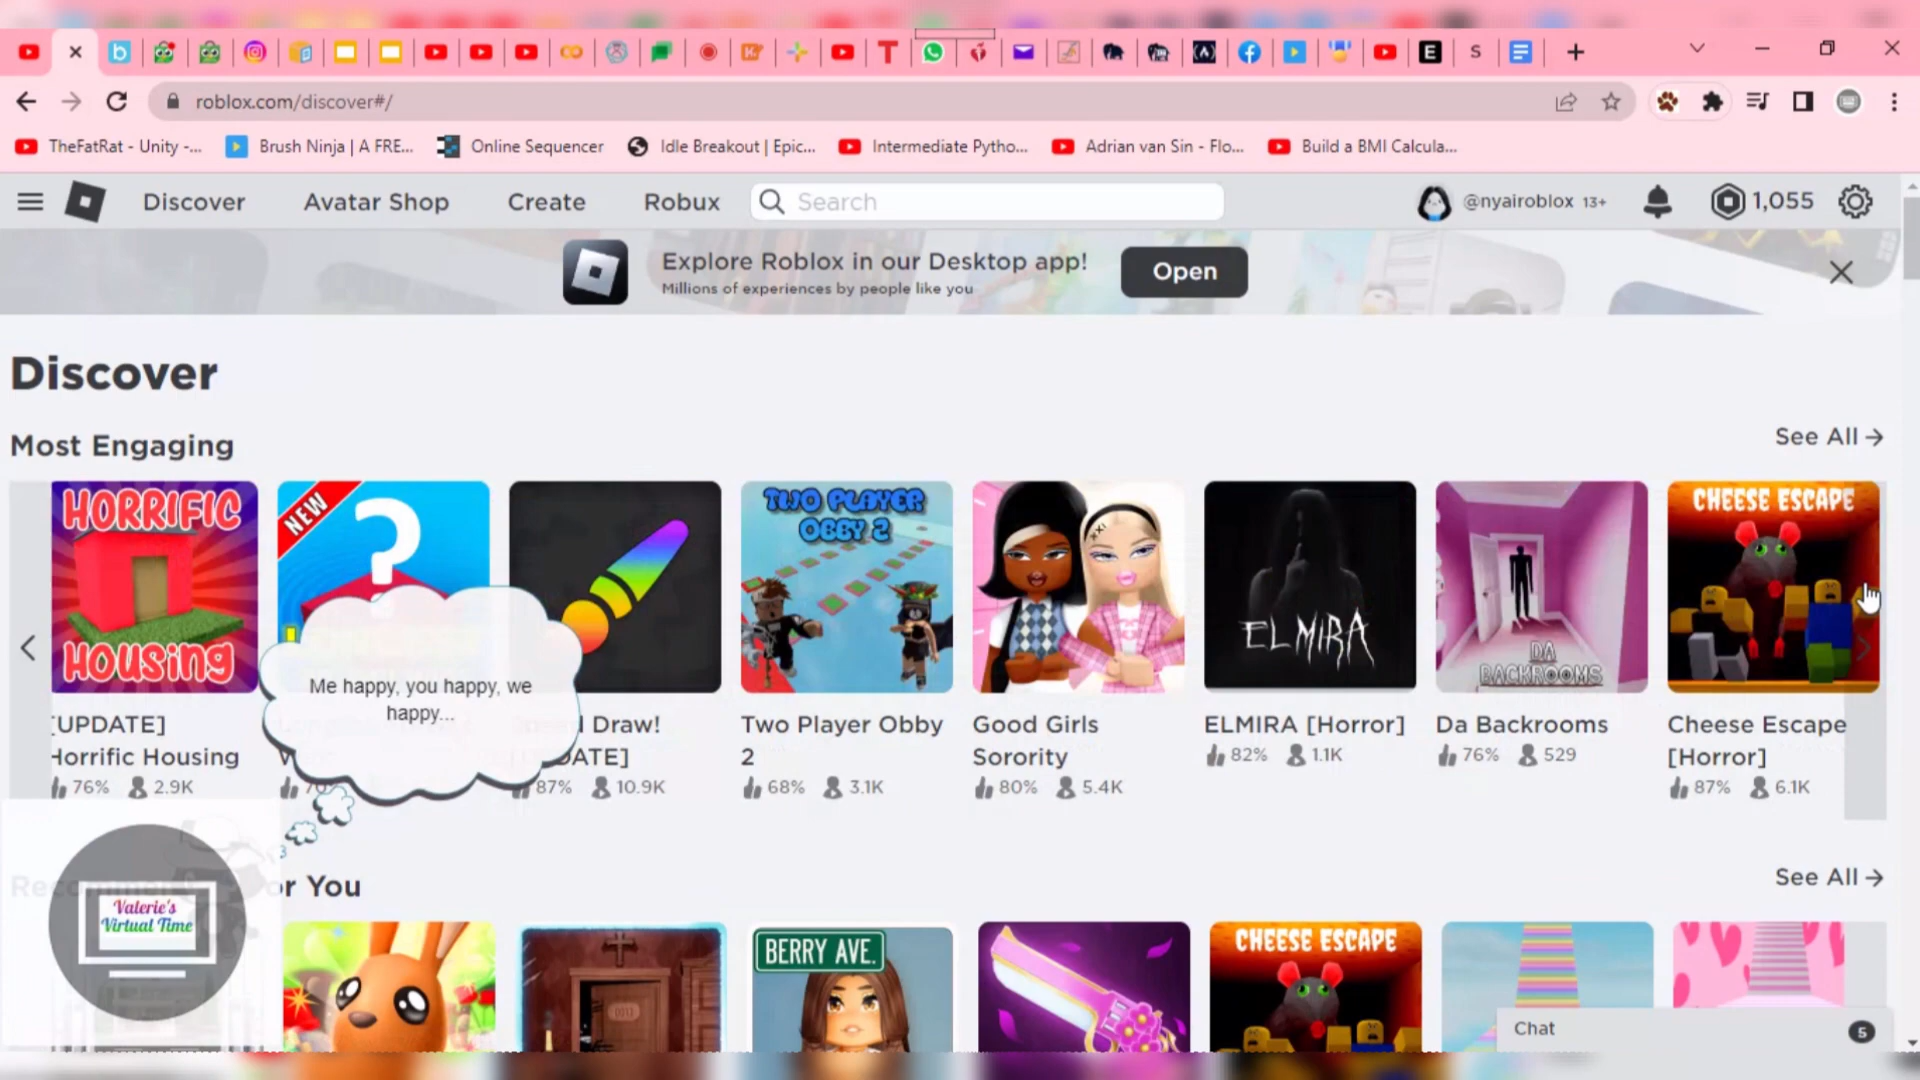 roblox.com/discover#/
TheFatRat - Unity -...
Brush Ninja | A FRE...
Online Sequencer
Idle Breakout | Epic...
Intermediate Pytho...
Adrian van Sin - Flo...
Build a BMI Calcula...
Discover
Avatar Shop
Create
Robux
Search
@nyairoblox 13+
1,055
Explore Roblox in our Desktop app!
Millions of experiences by people like you
Open
Discover
Most Engaging
See All →
HORRIFIC
HOUSING
NEW
?
TWO PLAYER
OBBY 2
ELMIRA
DA
BACKROOMS
CHEESE ESCAPE
Me happy, you happy, we
happy...
[UPDATE]
Horrific Housing
76% 2.9K
Draw!
87% 10.9K
Two Player Obby
2
68% 3.1K
Good Girls
Sorority
80% 5.4K
ELMIRA [Horror]
82% 1.1K
Da Backrooms
76% 529
Cheese Escape
[Horror]
87% 6.1K
or You
See All →
Valerie's
Virtual Time
BERRY AVE.
CHEESE ESCAPE
Chat
5